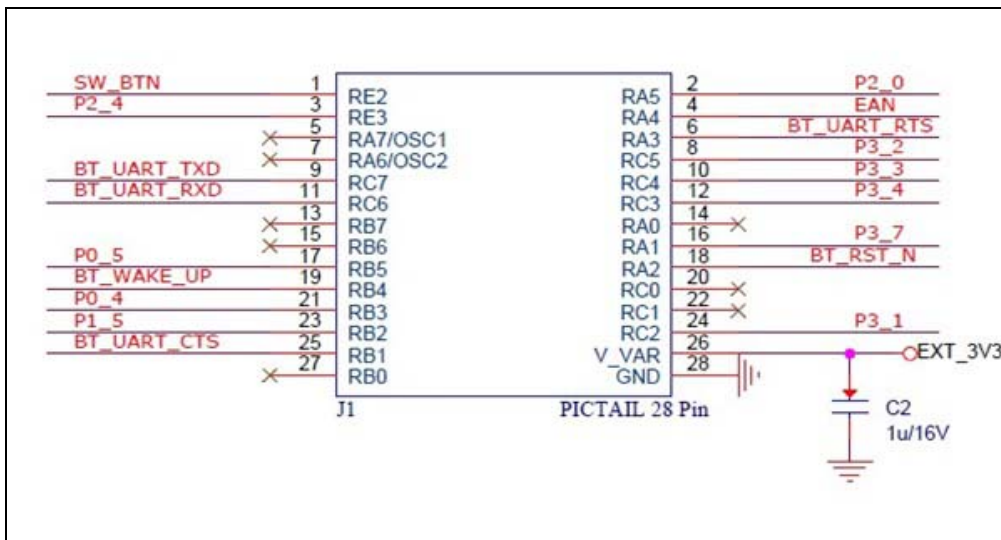 SW_BTN 1 RE2 RA5 2 P2_0
P2_4 3 RE3 RA4 4 EAN
5 RA7/OSC1 RA3 6 BT_UART_RTS
7 RA6/OSC2 RC5 8 P3_2
BT_UART_TXD 9 RC7 RC4 10 P3_3
BT_UART_RXD 11 RC6 RC3 12 P3_4
13 RB7 RA0 14
15 RB6 RA1 16 P3_7
P0_5 17 RB5 RA2 18 BT_RST_N
BT_WAKE_UP 19 RB4 RC0 20
P0_4 21 RB3 RC1 22
P1_5 23 RB2 RC2 24 P3_1
BT_UART_CTS 25 RB1 V_VAR 26 EXT_3V3
27 RB0 GND 28
J1 PICTAIL 28 Pin C2
1u/16V